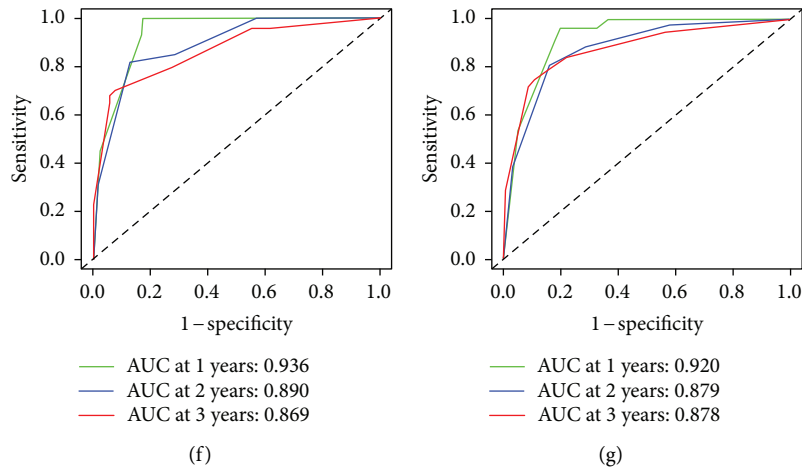 1.0
0.8
0.6
0.4
0.2
0.0
Sensitivity
0.0 0.2 0.4 0.6 0.8 1.0
1 − specificity
AUC at 1 years: 0.936
AUC at 2 years: 0.890
AUC at 3 years: 0.869
(f)
1.0
0.8
0.6
0.4
0.2
0.0
Sensitivity
0.0 0.2 0.4 0.6 0.8 1.0
1 − specificity
AUC at 1 years: 0.920
AUC at 2 years: 0.879
AUC at 3 years: 0.878
(g)